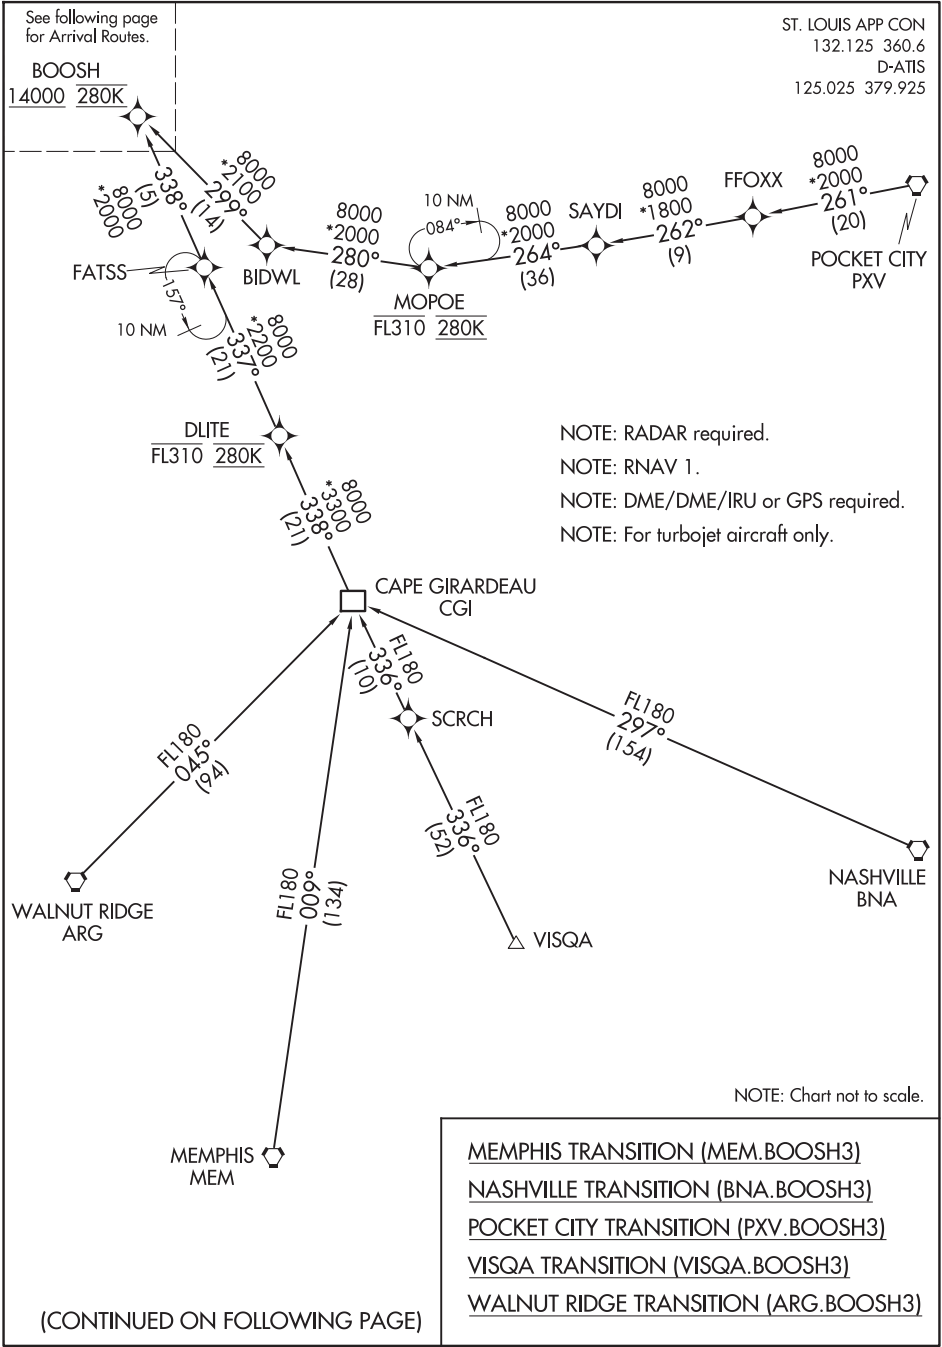 See following page
for Arrival Routes.
BOOSH
14000 280K
ST. LOUIS APP CON
132.125 360.6
D-ATIS
125.025 379.925
8000
*2000
338°
(5)
8000
*2100
299°
(14)
8000
*2000
280°
(28)
10 NM
084°
8000
*2000
264°
(36)
SAYDI
8000
*1800
262°
(9)
FFOXX
8000
*2000
261°
(20)
POCKET CITY
PXV
FATSS
BIDWL
MOPOE
FL310 280K
157°
10 NM
8000
*2200
337°
(21)
DLITE
FL310 280K
NOTE: RADAR required.
NOTE: RNAV 1.
NOTE: DME/DME/IRU or GPS required.
NOTE: For turbojet aircraft only.
8000
*3300
338°
(21)
CAPE GIRARDEAU
CGI
FL180
336°
(10)
SCRCH
FL180
297°
(154)
FL180
045°
(94)
FL180
336°
(52)
FL180
009°
(134)
NASHVILLE
BNA
WALNUT RIDGE
ARG
VISQA
MEMPHIS
MEM
NOTE: Chart not to scale.
MEMPHIS TRANSITION (MEM.BOOSH3)
NASHVILLE TRANSITION (BNA.BOOSH3)
POCKET CITY TRANSITION (PXV.BOOSH3)
VISQA TRANSITION (VISQA.BOOSH3)
WALNUT RIDGE TRANSITION (ARG.BOOSH3)
(CONTINUED ON FOLLOWING PAGE)